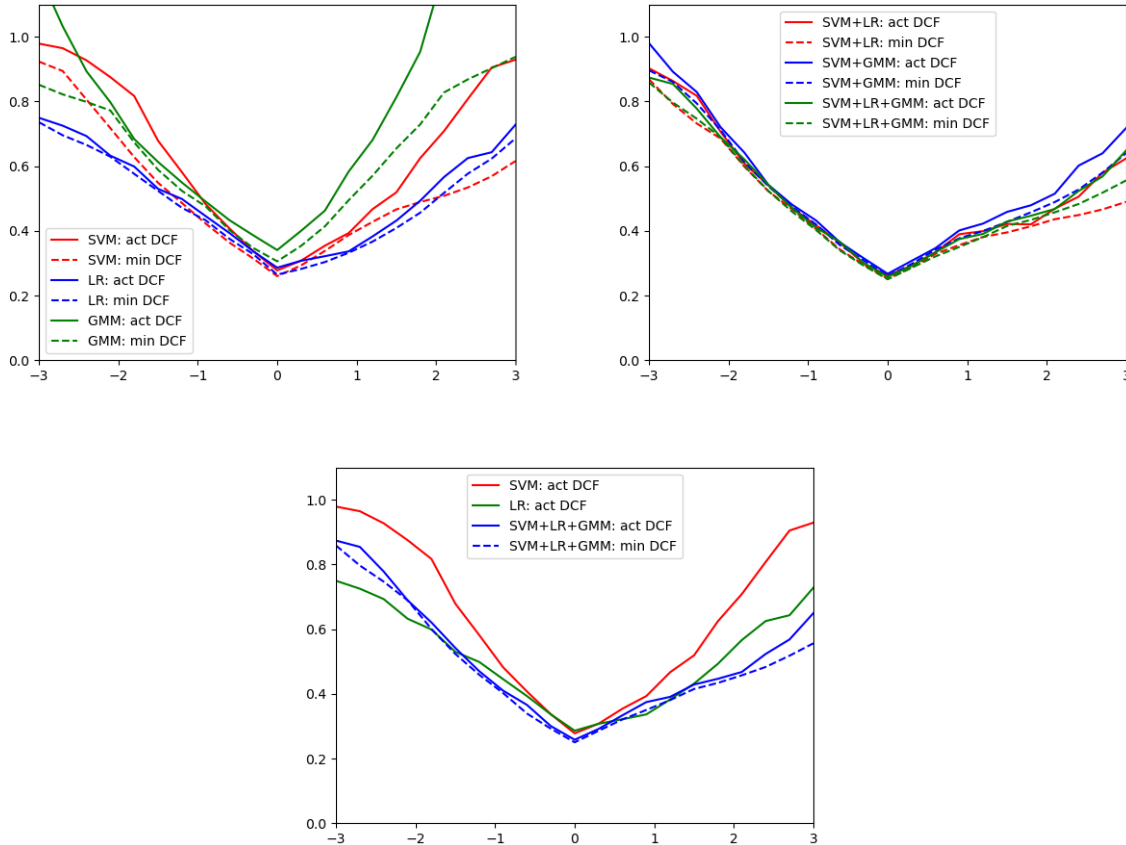 1.0
0.8
0.6
0.4
0.2
0.0
−3 −2 −1 0 1 2 3
SVM: act DCF
SVM: min DCF
LR: act DCF
LR: min DCF
GMM: act DCF
GMM: min DCF
1.0
0.8
0.6
0.4
0.2
0.0
−3 −2 −1 0 1 2 3
SVM+LR: act DCF
SVM+LR: min DCF
SVM+GMM: act DCF
SVM+GMM: min DCF
SVM+LR+GMM: act DCF
SVM+LR+GMM: min DCF
1.0
0.8
0.6
0.4
0.2
0.0
−3 −2 −1 0 1 2 3
SVM: act DCF
LR: act DCF
SVM+LR+GMM: act DCF
SVM+LR+GMM: min DCF